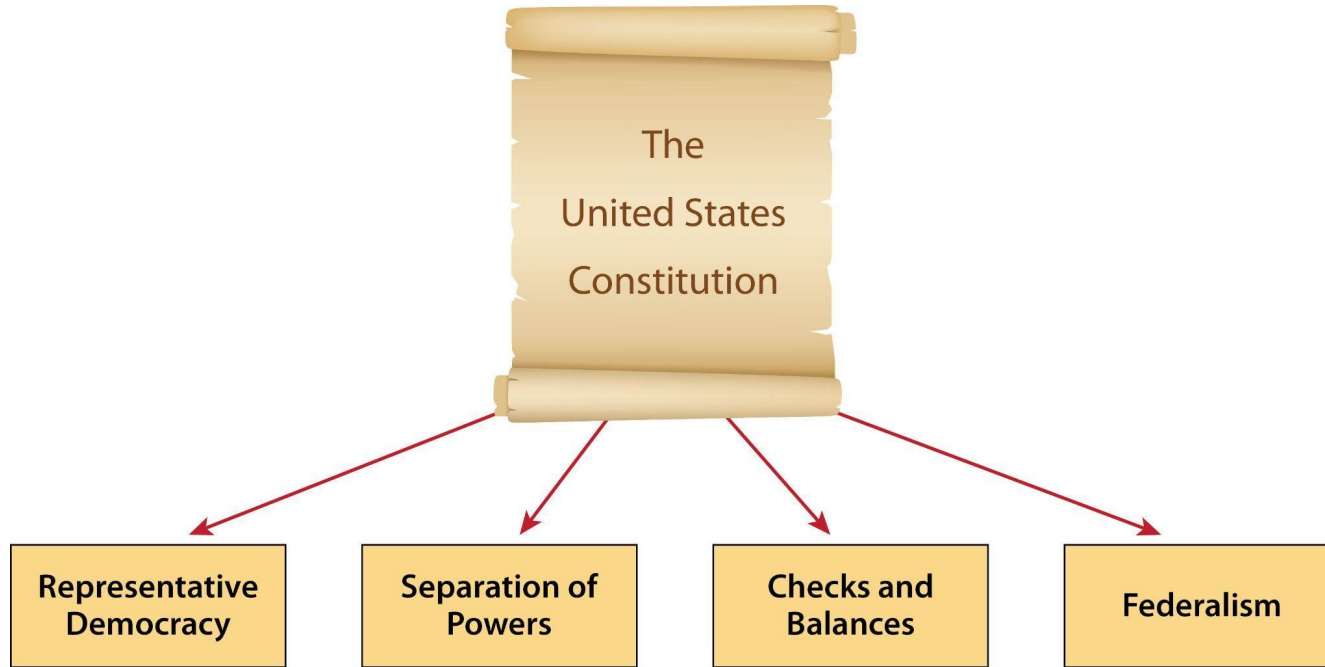 The
United States
Constitution
Representative
Democracy
Separation of
Powers
Checks and
Balances
Federalism